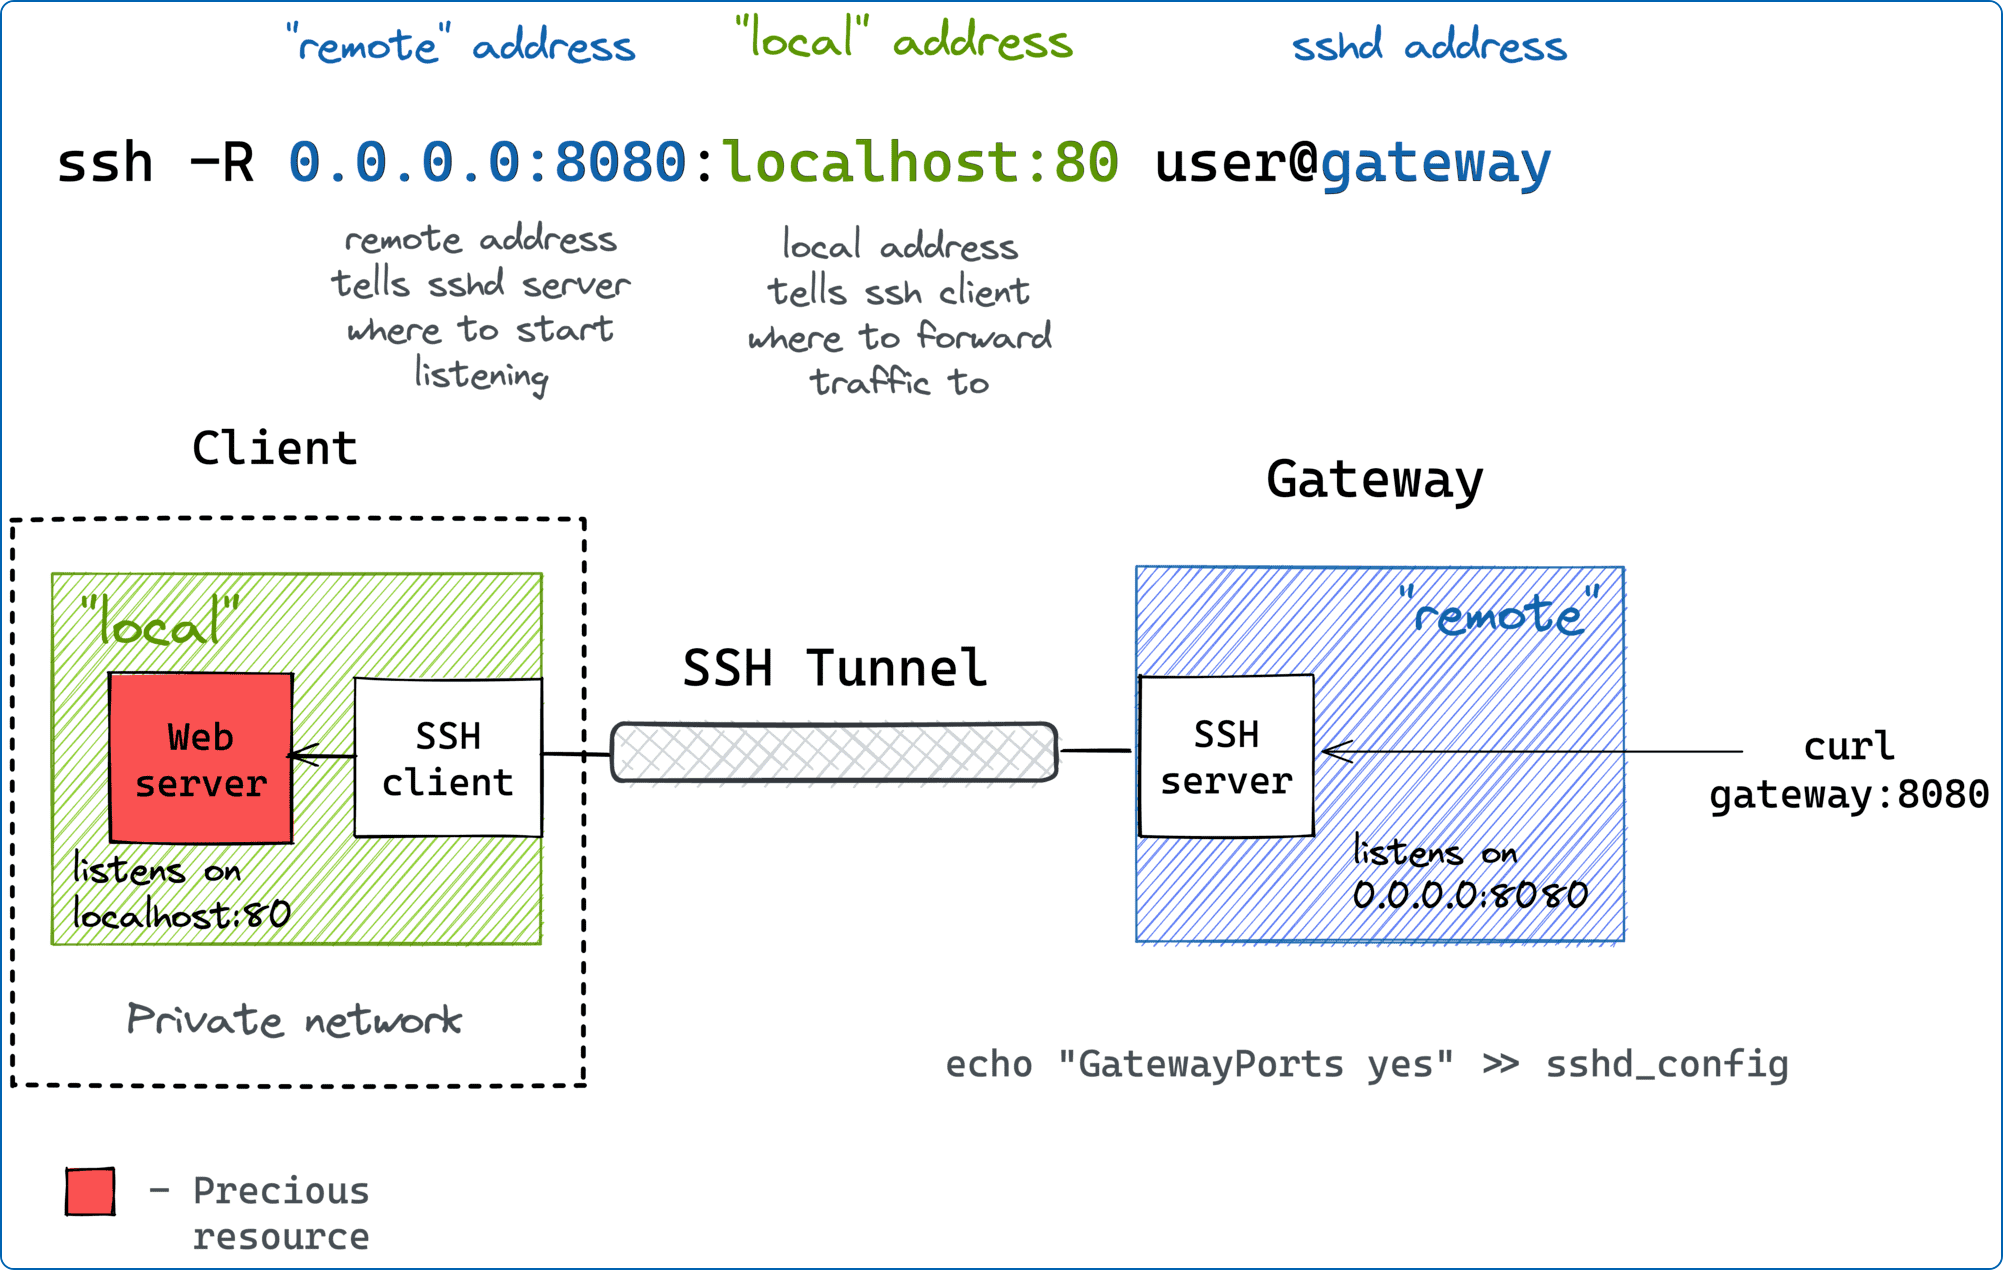 "remote" address "local" address sshd address
ssh -R 0.0.0.0:8080:localhost:80 user@gateway
remote address
tells sshd server
where to start
listening
local address
tells ssh client
where to forward
traffic to
Client
Gateway
"local"
Web
server
listens on
localhost:80
SSH
client
Private network
SSH Tunnel
"remote"
SSH
server
listens on
0.0.0.0:8080
curl
gateway:8080
echo "GatewayPorts yes" >> sshd_config
- Precious
resource